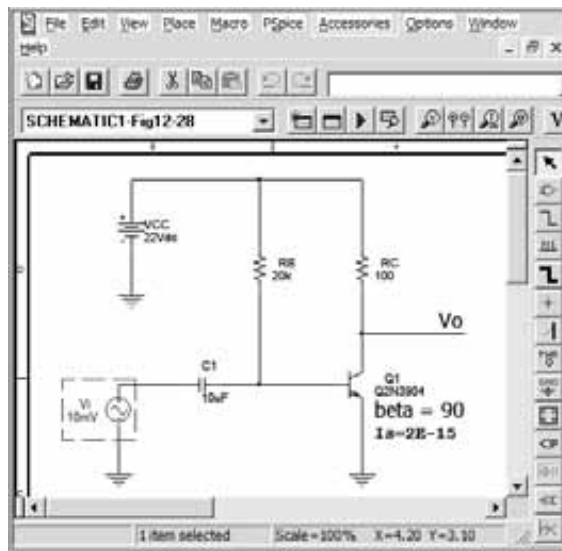 File Edit View Place Macro PSpice Accessories Options Window
Help
SCHEMATIC1-Fig12-28
V
VCC
22Vdc
RB
20k
RC
100
Vo
C1
10uF
Q1
Q2N3904
beta = 90
Is=2E-15
Vi
10mV
1 item selected Scale=100% X=4.20 Y=3.10